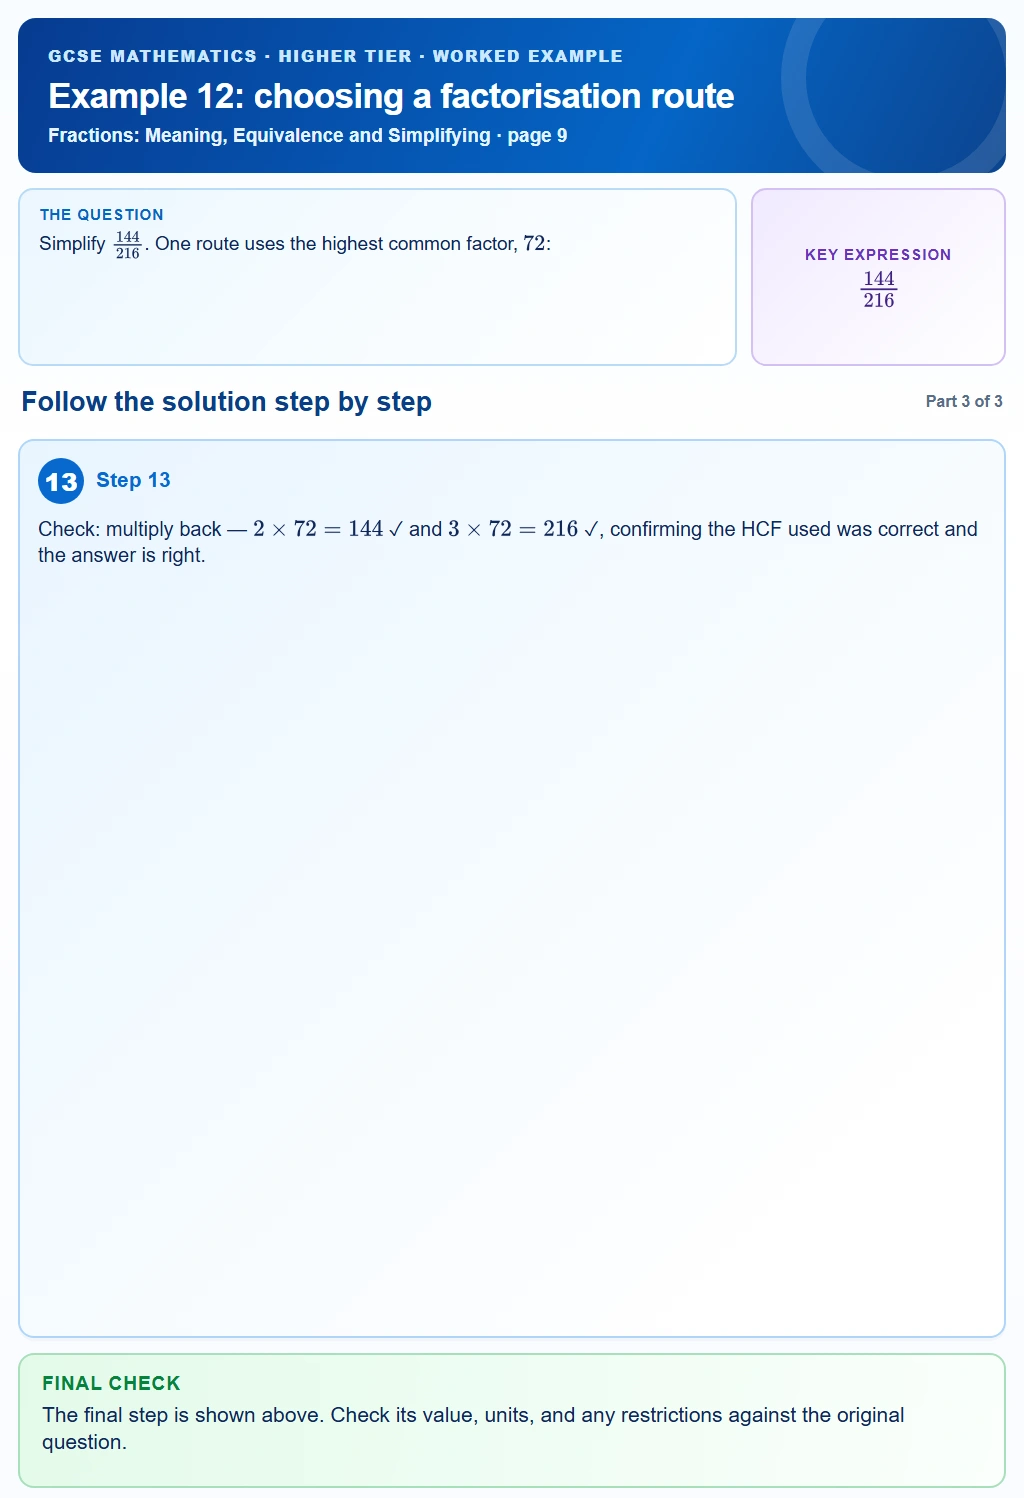 GCSE MATHEMATICS · HIGHER TIER · WORKED EXAMPLE
Example 12: choosing a factorisation route
Fractions: Meaning, Equivalence and Simplifying · page 9
THE QUESTION
Simplify 144/216. One route uses the highest common factor, 72:
KEY EXPRESSION
144/216
Follow the solution step by step
Part 3 of 3
13 Step 13
Check: multiply back — 2 × 72 = 144 ✓ and 3 × 72 = 216 ✓, confirming the HCF used was correct and
the answer is right.
FINAL CHECK
The final step is shown above. Check its value, units, and any restrictions against the original
question.